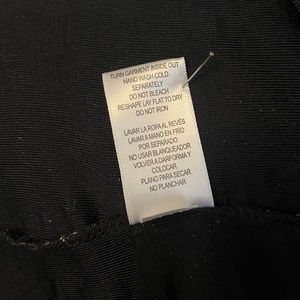 TURN GARMENT INSIDE OUT
HAND WASH COLD
SEPARATELY
DO NOT BLEACH
RESHAPE LAY FLAT TO DRY
DO NOT IRON
LAVAR LA ROPA AL REVÉS
LAVAR A MANO EN FRÍO
POR SEPARADO
NO USAR BLANQUEADOR
VOLVER A DARFORMA Y
COLOCAR
PLANO PARA SECAR
NO PLANCHAR